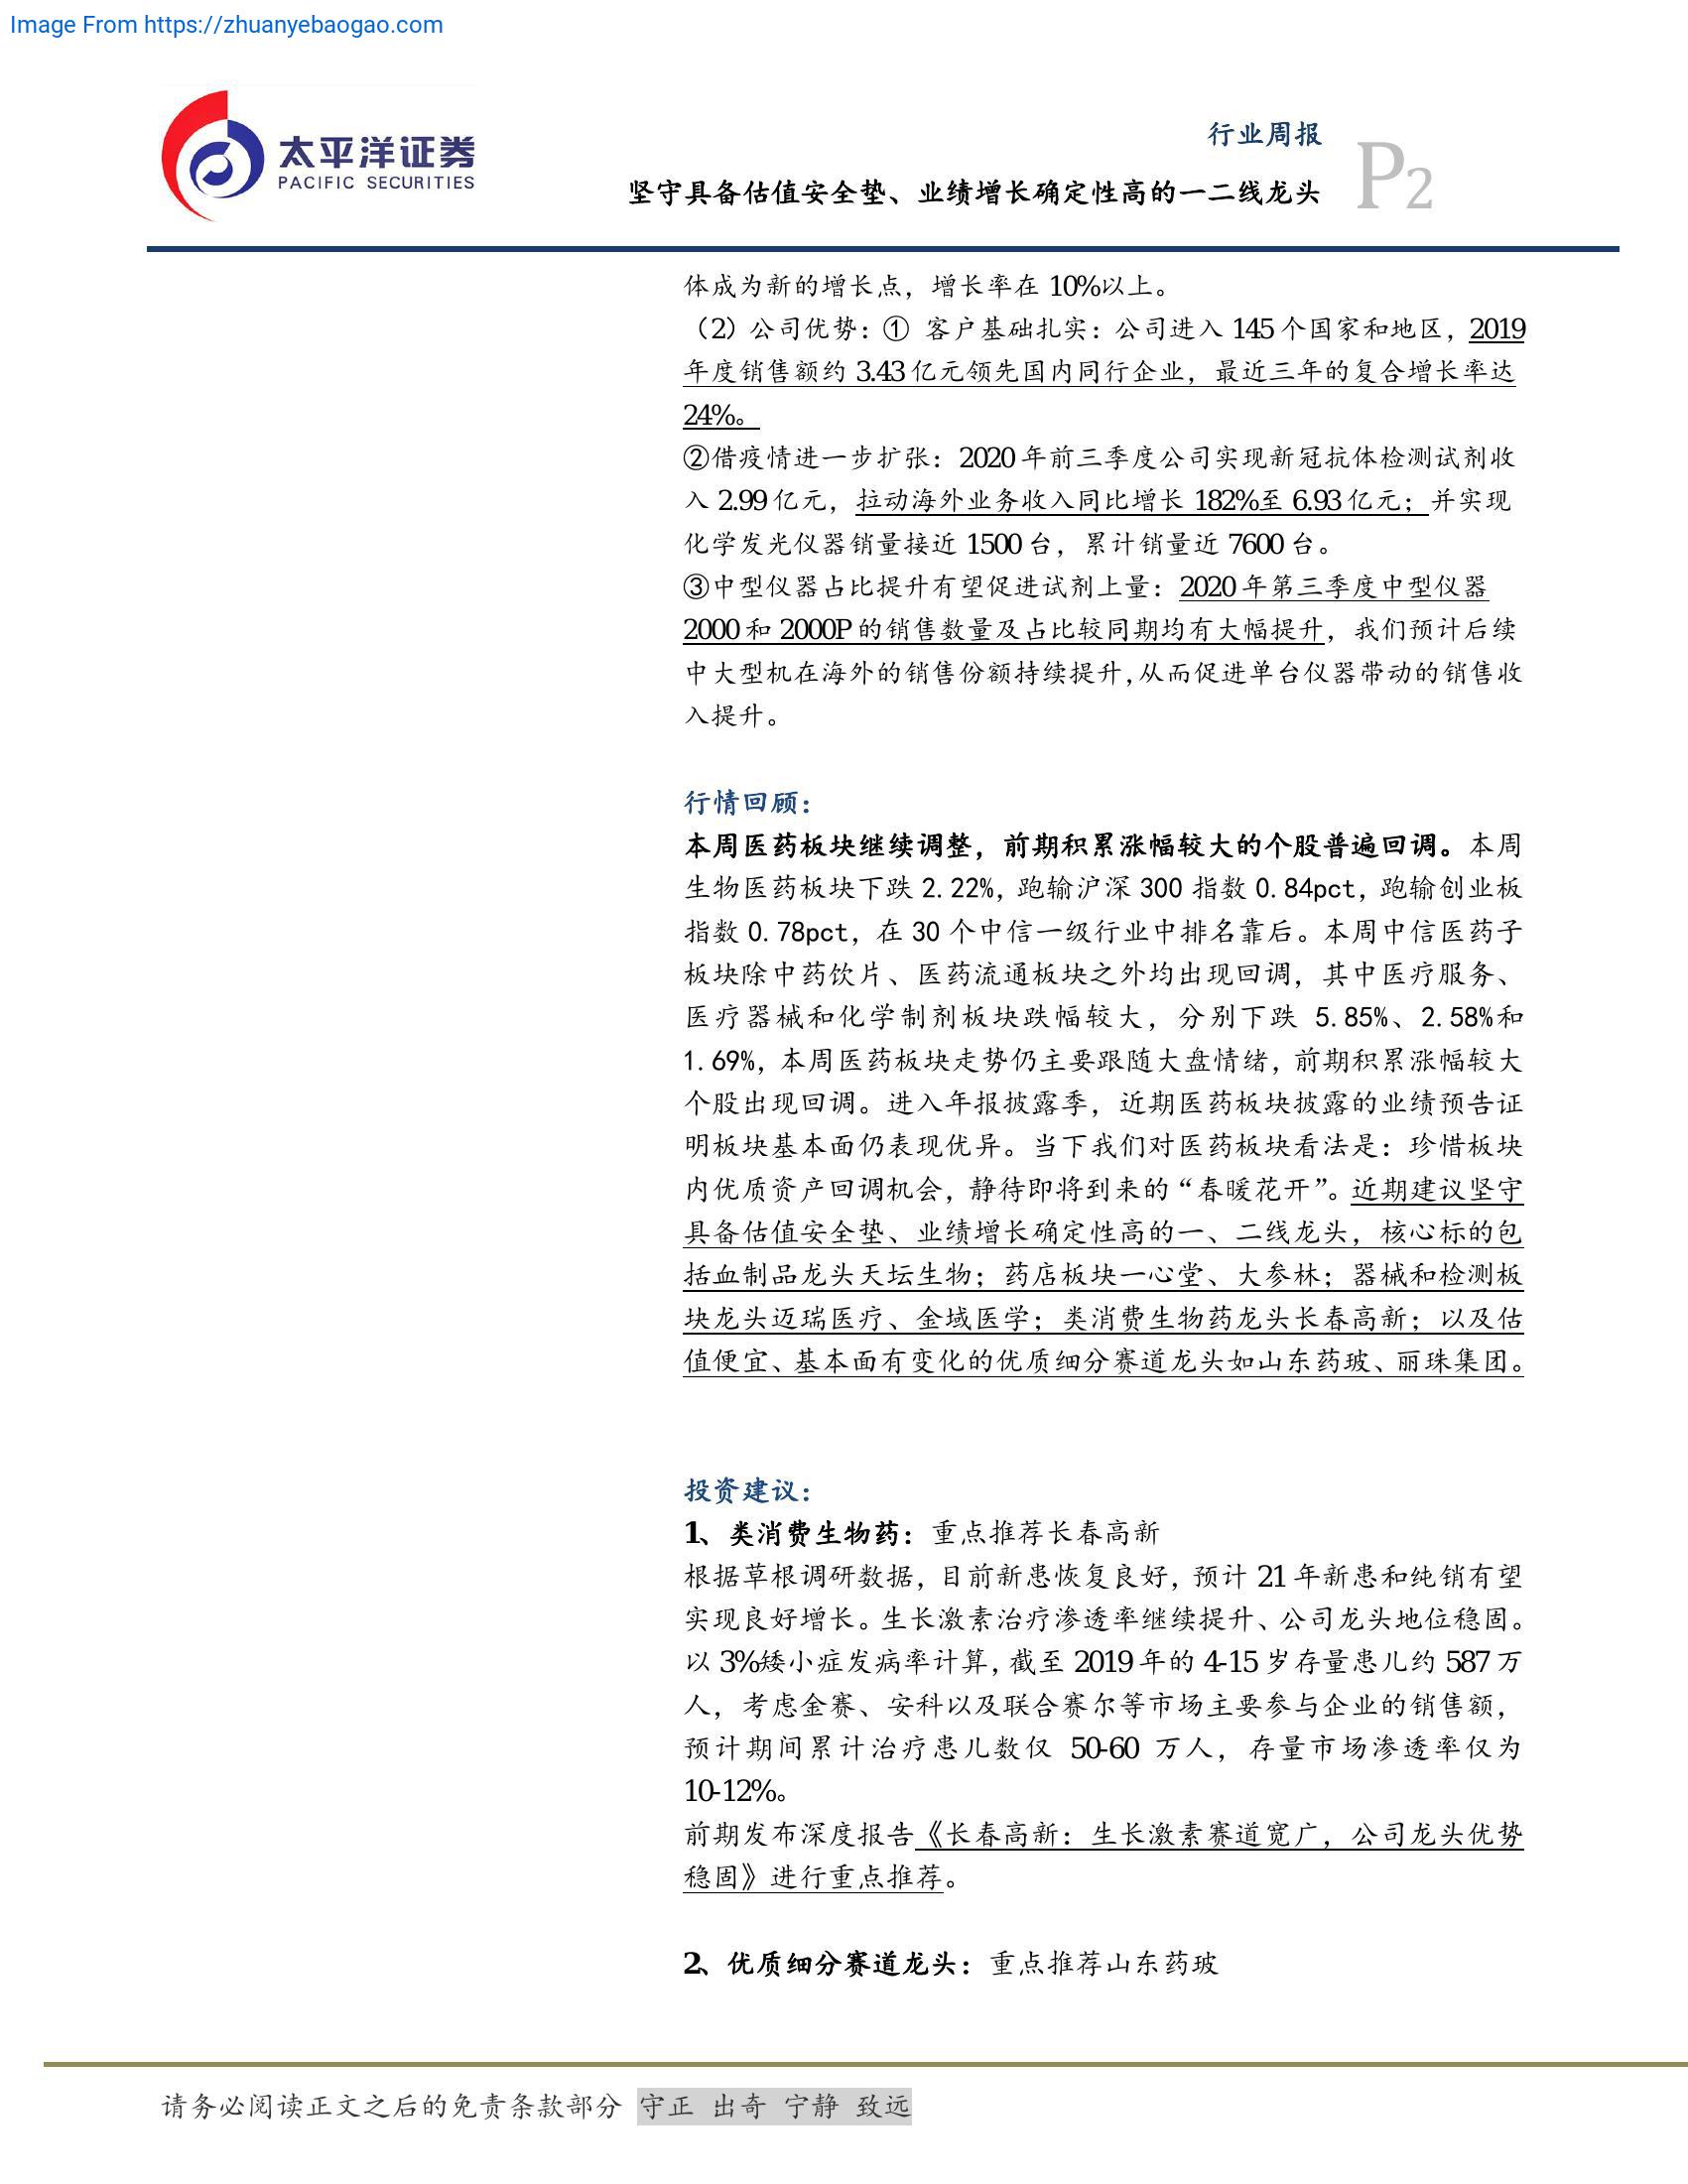 Image From https://zhuanyebaogao.com
太平洋证券
PACIFIC SECURITIES
行业周报
坚守具备估值安全垫、业绩增长确定性高的一二线龙头
P2
体成为新的增长点，增长率在 10%以上。
（2）公司优势：① 客户基础扎实：公司进入 145 个国家和地区，2019
年度销售额约 3.43 亿元领先国内同行企业，最近三年的复合增长率达
24%。
②借疫情进一步扩张：2020 年前三季度公司实现新冠抗体检测试剂收
入 2.99 亿元，拉动海外业务收入同比增长 182%至 6.93 亿元；并实现
化学发光仪器销量接近 1500 台，累计销量近 7600 台。
③中型仪器占比提升有望促进试剂上量：2020 年第三季度中型仪器
2000 和 2000P 的销售数量及占比较同期均有大幅提升，我们预计后续
中大型机在海外的销售份额持续提升,从而促进单台仪器带动的销售收
入提升。
行情回顾：
本周医药板块继续调整，前期积累涨幅较大的个股普遍回调。本周
生物医药板块下跌 2.22%，跑输沪深 300 指数 0.84pct，跑输创业板
指数 0.78pct，在 30 个中信一级行业中排名靠后。本周中信医药子
板块除中药饮片、医药流通板块之外均出现回调，其中医疗服务、
医疗器械和化学制剂板块跌幅较大，分别下跌 5.85%、2.58%和
1.69%，本周医药板块走势仍主要跟随大盘情绪，前期积累涨幅较大
个股出现回调。进入年报披露季，近期医药板块披露的业绩预告证
明板块基本面仍表现优异。当下我们对医药板块看法是：珍惜板块
内优质资产回调机会，静待即将到来的“春暖花开”。近期建议坚守
具备估值安全垫、业绩增长确定性高的一、二线龙头，核心标的包
括血制品龙头天坛生物；药店板块一心堂、大参林；器械和检测板
块龙头迈瑞医疗、金域医学；类消费生物药龙头长春高新；以及估
值便宜、基本面有变化的优质细分赛道龙头如山东药玻、丽珠集团。
投资建议：
1、类消费生物药：重点推荐长春高新
根据草根调研数据，目前新患恢复良好，预计 21 年新患和纯销有望
实现良好增长。生长激素治疗渗透率继续提升、公司龙头地位稳固。
以 3%矮小症发病率计算，截至 2019 年的 4-15 岁存量患儿约 587 万
人，考虑金赛、安科以及联合赛尔等市场主要参与企业的销售额，
预计期间累计治疗患儿数仅 50-60 万人，存量市场渗透率仅为
10-12%。
前期发布深度报告《长春高新：生长激素赛道宽广，公司龙头优势
稳固》进行重点推荐。
2、优质细分赛道龙头：重点推荐山东药玻
请务必阅读正文之后的免责条款部分 守正 出奇 宁静 致远